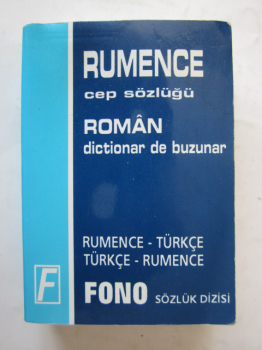 RUMENCE
cep sözlüğü
ROMÂN
dictionar de buzunar
RUMENCE - TÜRKÇE
TÜRKÇE - RUMENCE
F
FONO SÖZLÜK DİZİSİ